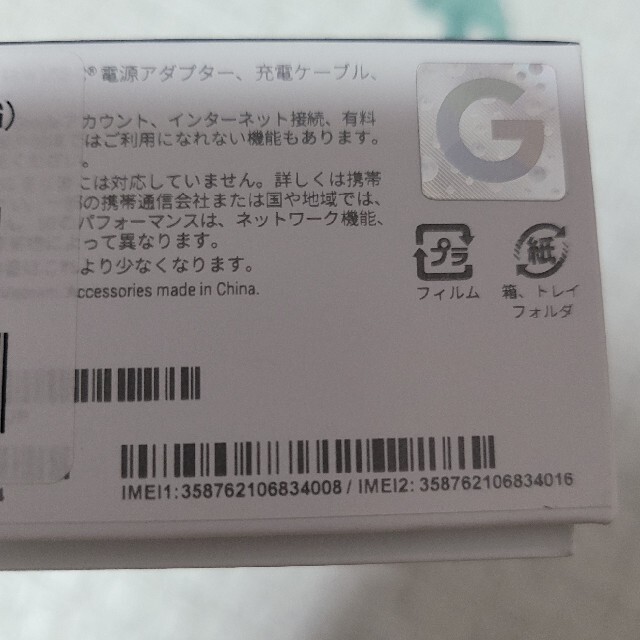 ®電源アダプター、充電ケーブル、
G
カウント、インターネット接続、有料
はご利用になれない機能もあります。
には対応していません。詳しくは携帯
の携帯通信会社または国や地域では、
パフォーマンスは、ネットワーク機能、
って異なります。
より少なくなります。
ccessories made in China.
プラ
フィルム
紙
箱、トレイ
フォルダ
IMEI1: 358762106834008 / IMEI2: 358762106834016